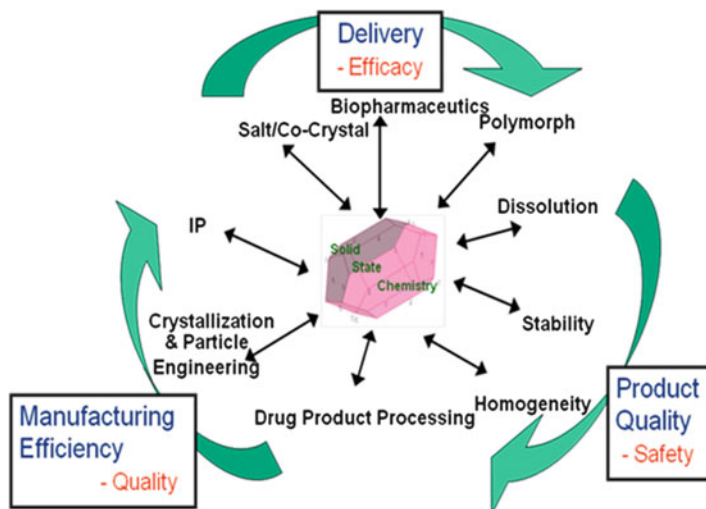 Delivery
- Efficacy
Biopharmaceutics
Salt/Co-Crystal
Polymorph
IP
Dissolution
Solid
State
Chemistry
Stability
Crystallization
& Particle
Engineering
Homogeneity
Drug Product Processing
Manufacturing
Efficiency
- Quality
Product
Quality
- Safety